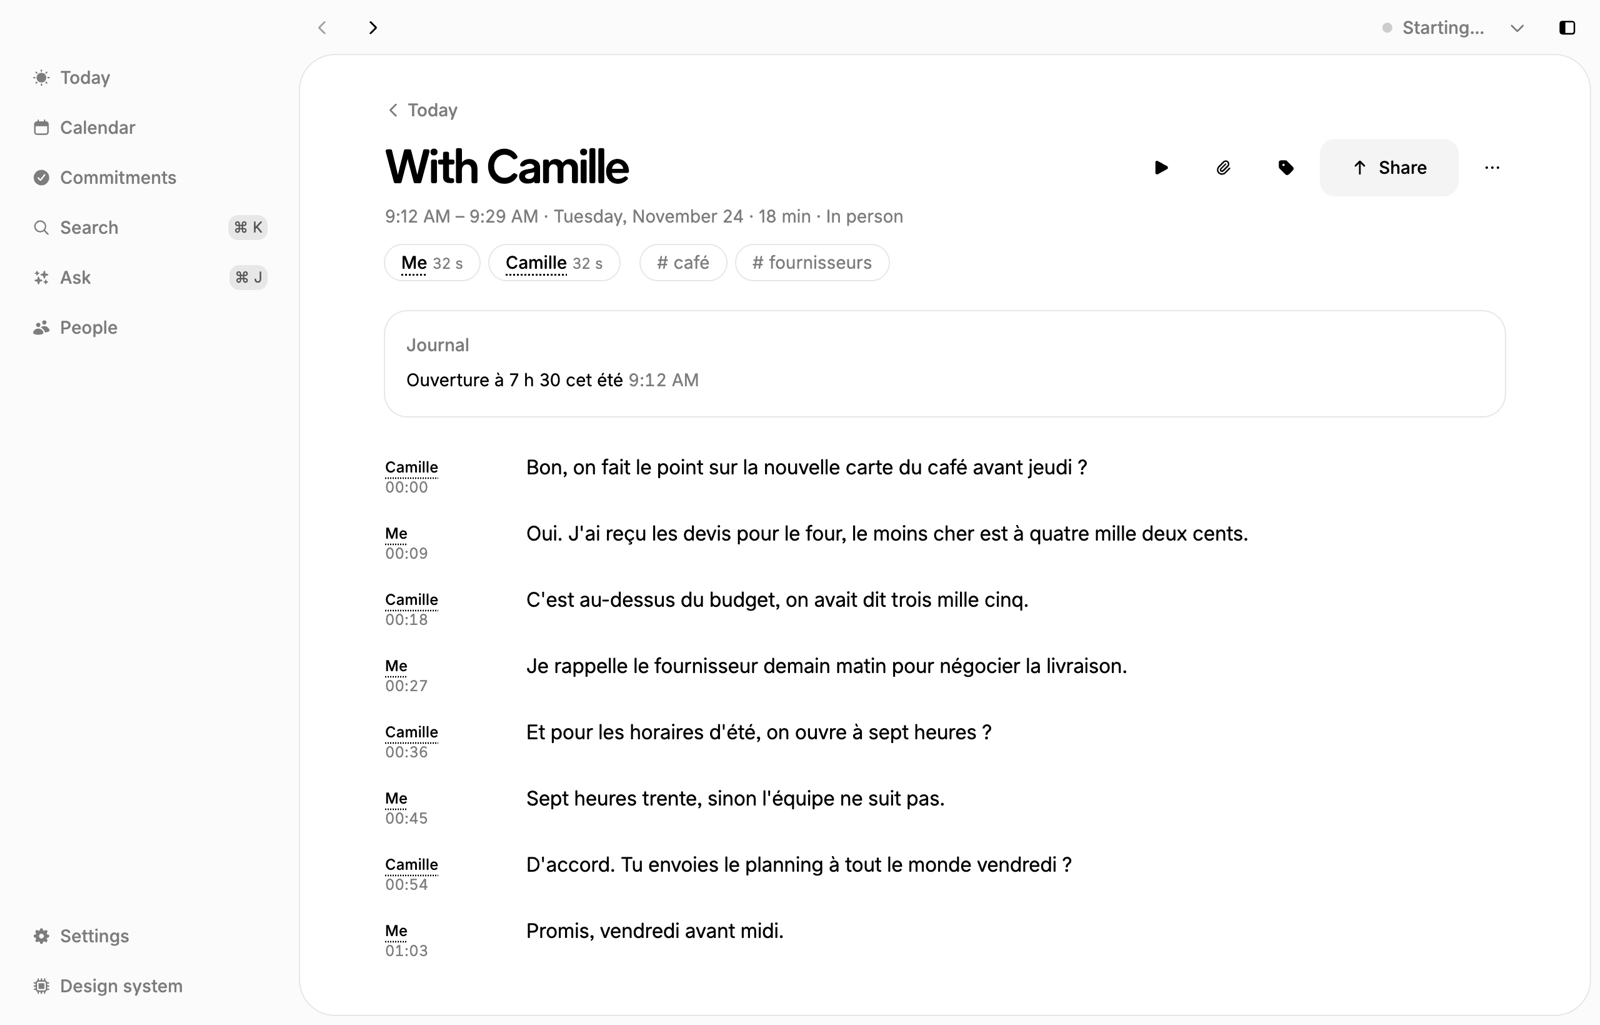 Starting...
Today
Calendar
Commitments
Search ⌘ K
Ask ⌘ J
People
Settings
Design system
Today
With Camille
Share
9:12 AM – 9:29 AM · Tuesday, November 24 · 18 min · In person
Me 32 s Camille 32 s # café # fournisseurs
Journal
Ouverture à 7 h 30 cet été 9:12 AM
Camille Bon, on fait le point sur la nouvelle carte du café avant jeudi ?
00:00
Me Oui. J'ai reçu les devis pour le four, le moins cher est à quatre mille deux cents.
00:09
Camille C'est au-dessus du budget, on avait dit trois mille cinq.
00:18
Me Je rappelle le fournisseur demain matin pour négocier la livraison.
00:27
Camille Et pour les horaires d'été, on ouvre à sept heures ?
00:36
Me Sept heures trente, sinon l'équipe ne suit pas.
00:45
Camille D'accord. Tu envoies le planning à tout le monde vendredi ?
00:54
Me Promis, vendredi avant midi.
01:03